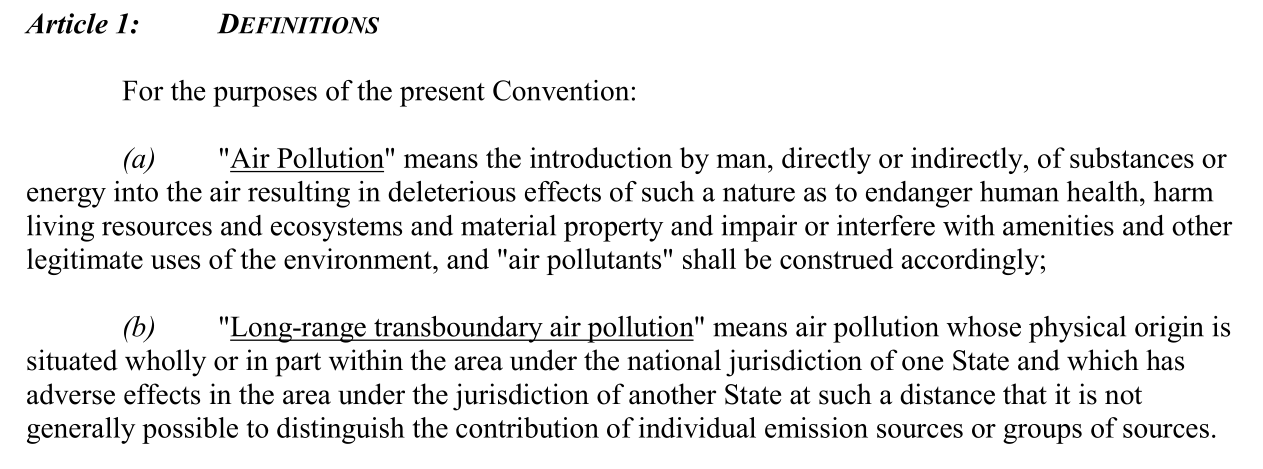 Article 1: DEFINITIONS
For the purposes of the present Convention:
(a) "Air Pollution" means the introduction by man, directly or indirectly, of substances or
energy into the air resulting in deleterious effects of such a nature as to endanger human health, harm
living resources and ecosystems and material property and impair or interfere with amenities and other
legitimate uses of the environment, and "air pollutants" shall be construed accordingly;
(b) "Long-range transboundary air pollution" means air pollution whose physical origin is
situated wholly or in part within the area under the national jurisdiction of one State and which has
adverse effects in the area under the jurisdiction of another State at such a distance that it is not
generally possible to distinguish the contribution of individual emission sources or groups of sources.